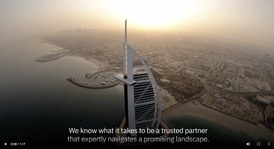 We know what it takes to be a trusted partner
that expertly navigates a promising landscape.